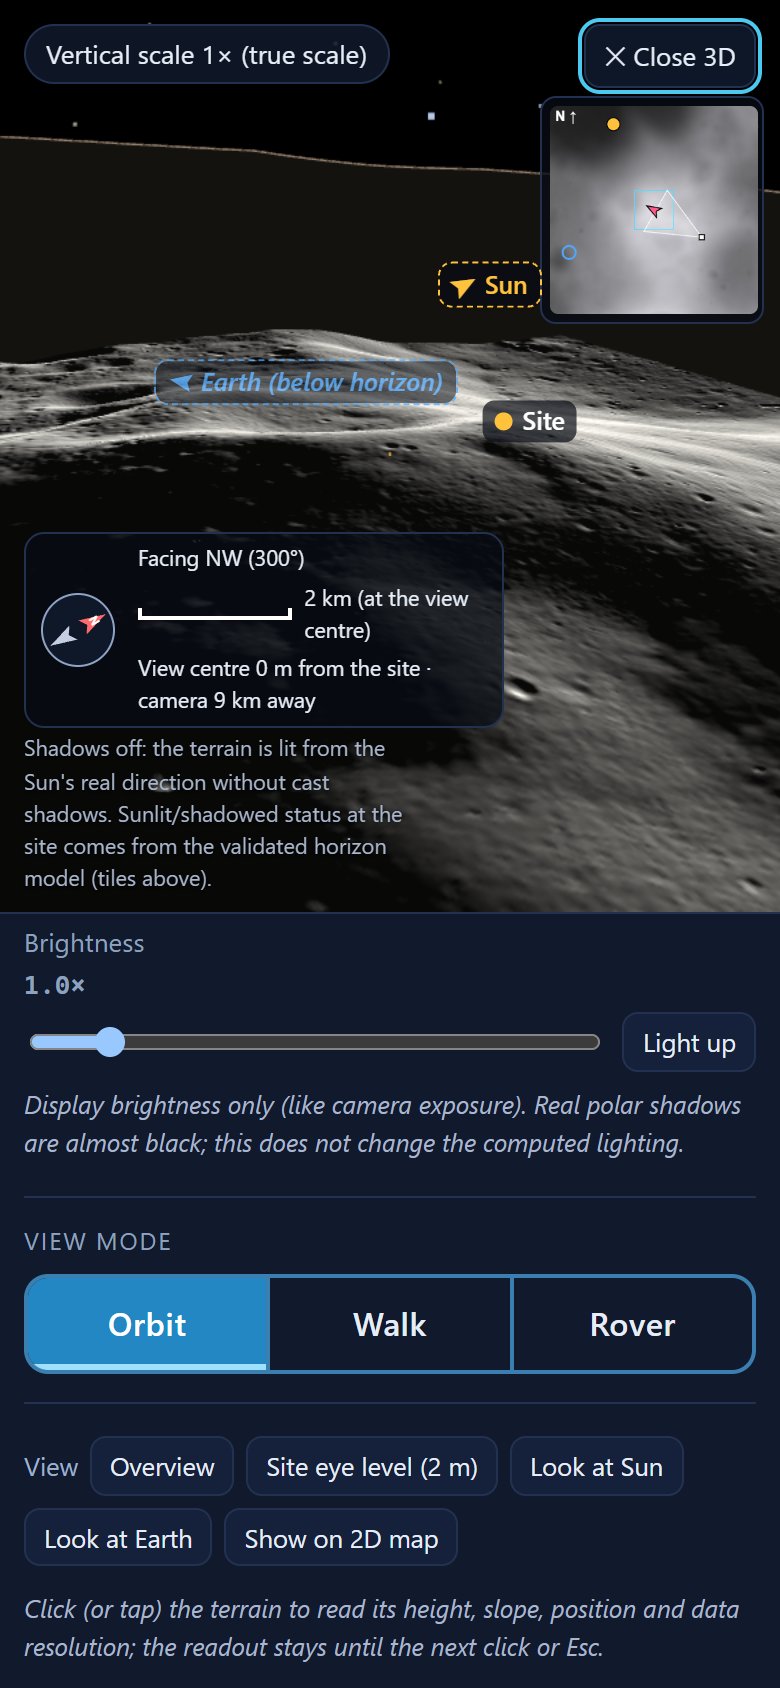 Vertical scale 1× (true scale)
Close 3D
N ↑
Sun
Earth (below horizon)
Site
Facing NW (300°)
2 km (at the view
centre)
View centre 0 m from the site ·
camera 9 km away
N
Shadows off: the terrain is lit from the
Sun's real direction without cast
shadows. Sunlit/shadowed status at the
site comes from the validated horizon
model (tiles above).
Brightness
1.0×
Light up
Display brightness only (like camera exposure). Real polar shadows
are almost black; this does not change the computed lighting.
VIEW MODE
Orbit
Walk
Rover
View
Overview
Site eye level (2 m)
Look at Sun
Look at Earth
Show on 2D map
Click (or tap) the terrain to read its height, slope, position and data
resolution; the readout stays until the next click or Esc.